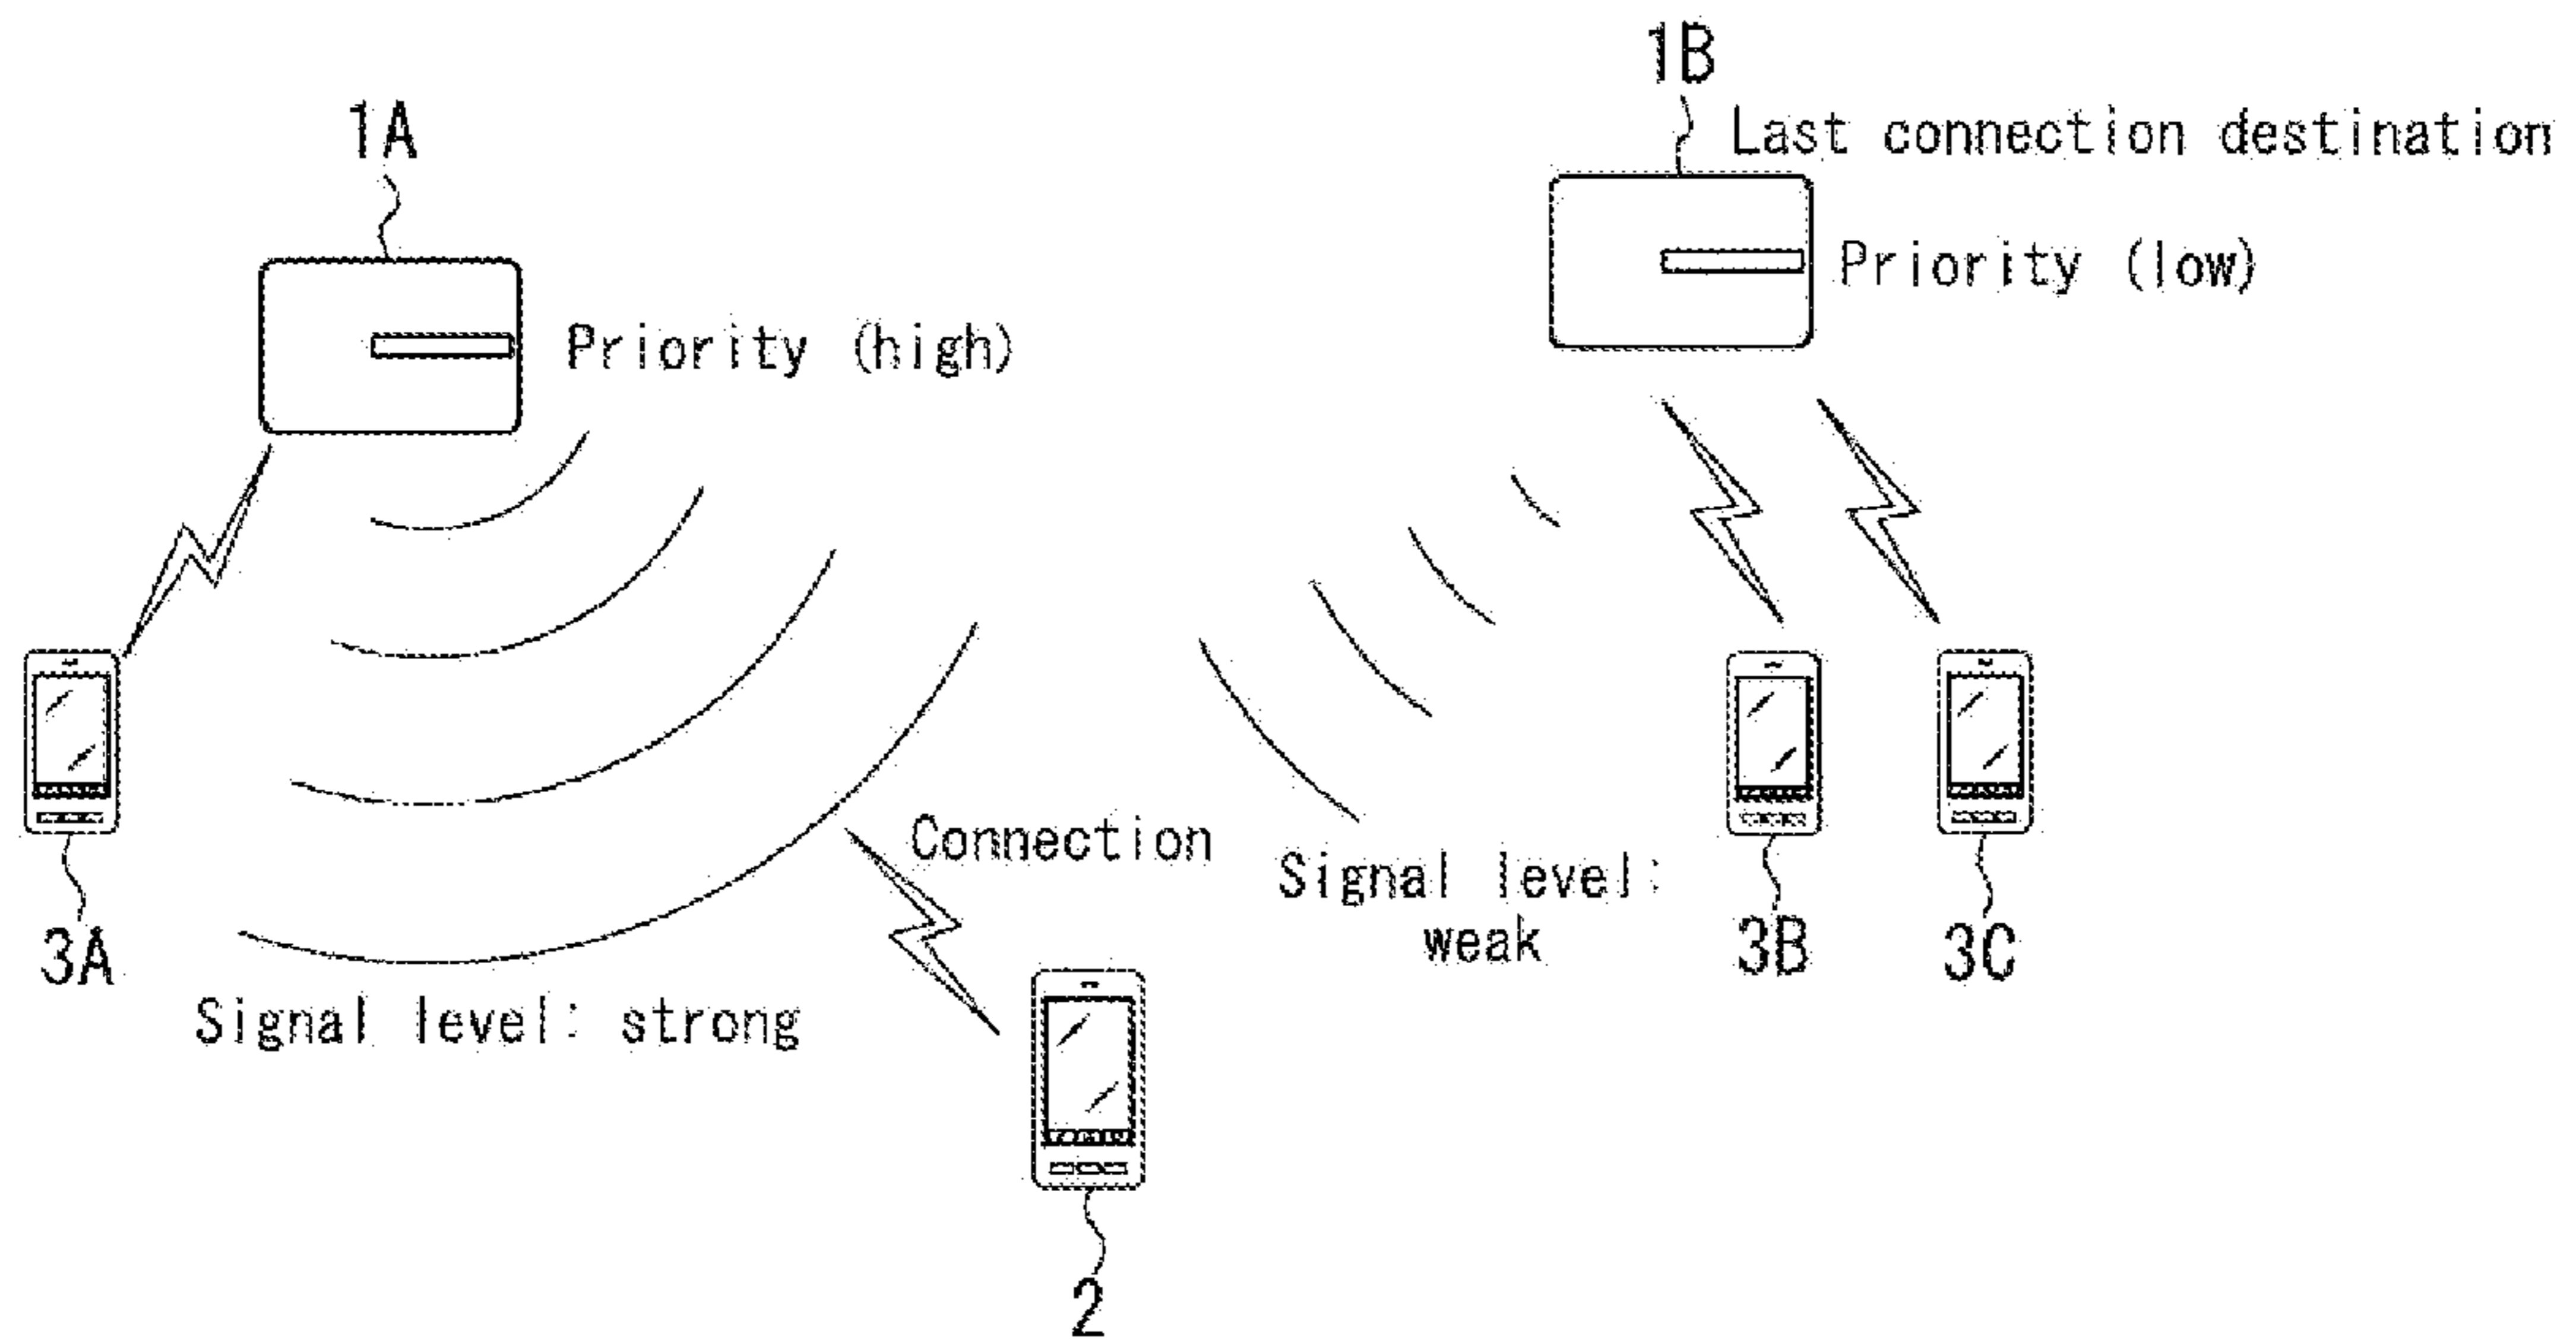 1B
Last connection destination
1A
Priority (low)
Priority (high)
Connection
Signal level:
weak
3A
3B
3C
Signal level: strong
2